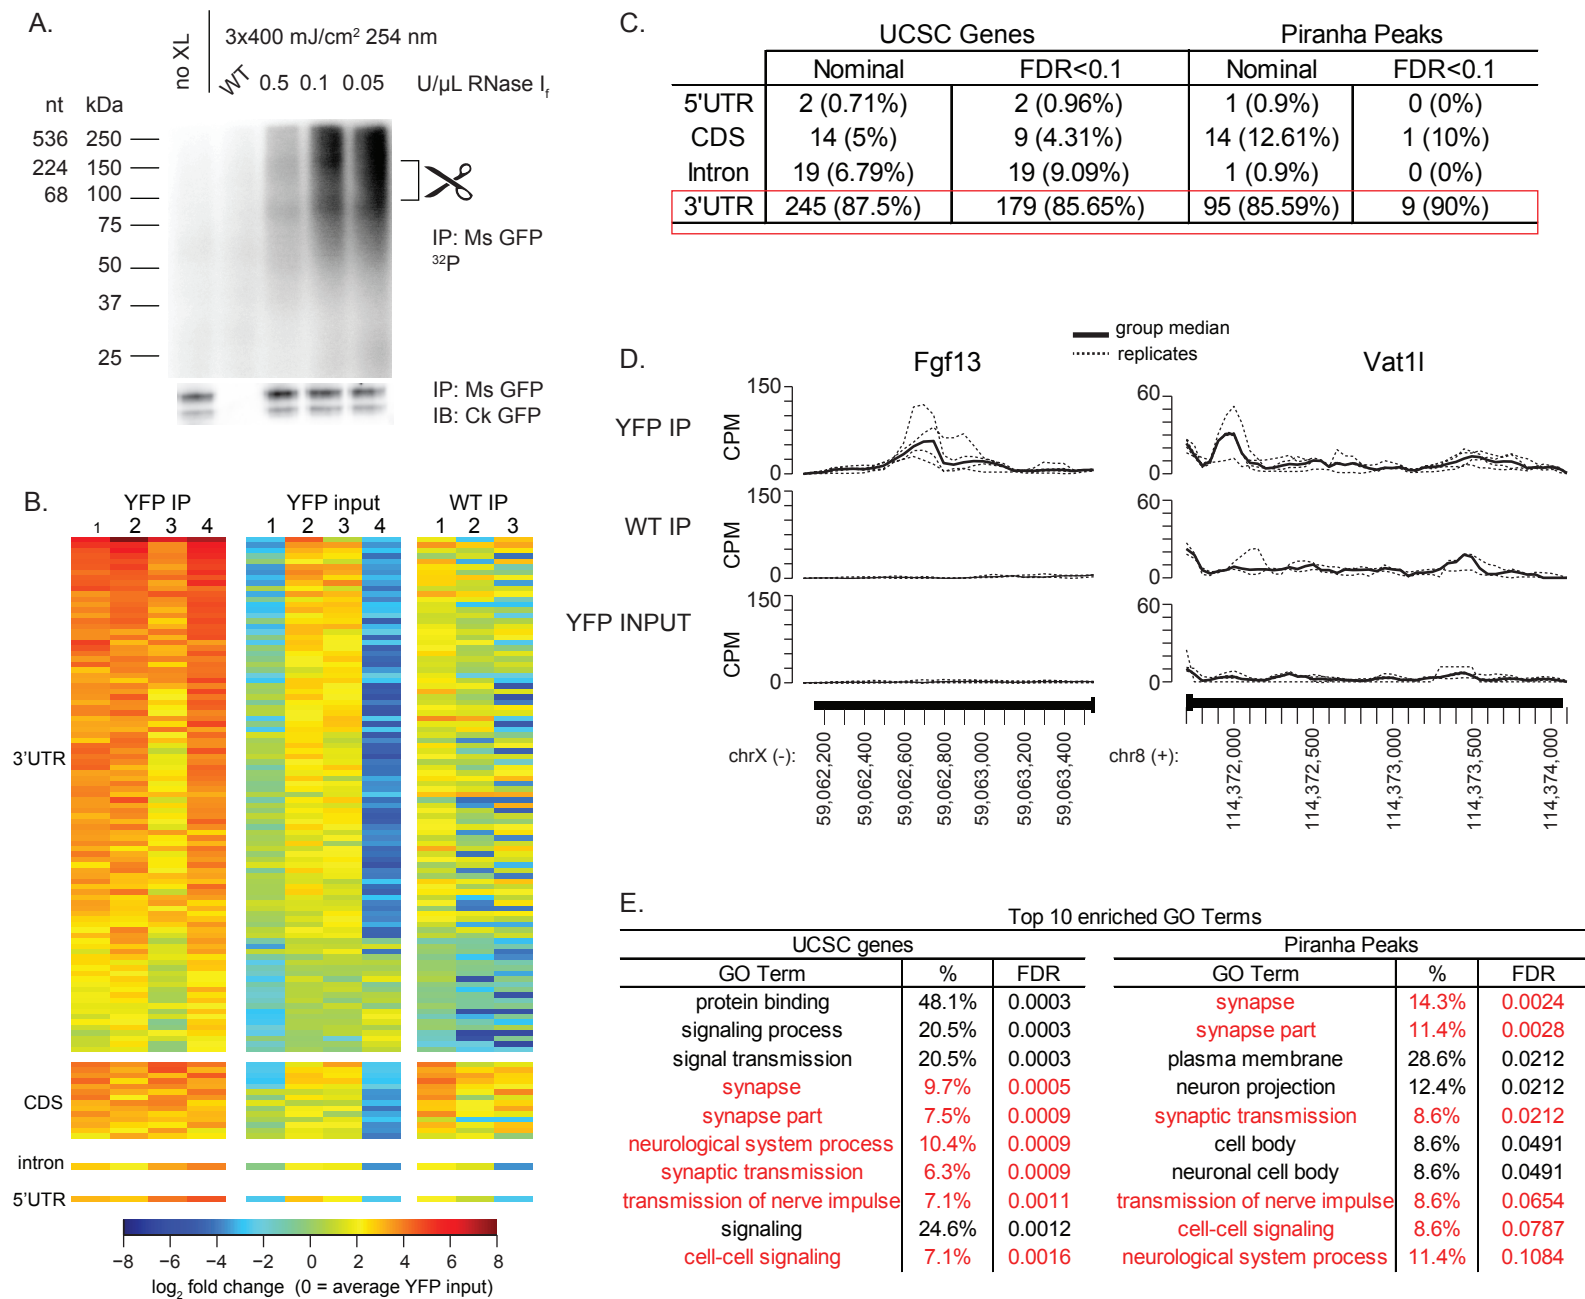 A.
no XL
3x400 mJ/cm² 254 nm
WT 0.5 0.1 0.05 U/µL RNase If
nt kDa
536 250
224 150
68 100
75
50
37
25
IP: Ms GFP
³²P
IP: Ms GFP
IB: Ck GFP
B.
YFP IP YFP input WT IP
1 2 3 4 1 2 3 4 1 2 3
3'UTR
CDS
intron
5'UTR
−8 −6 −4 −2 0 2 4 6 8
log₂ fold change (0 = average YFP input)
C.
UCSC Genes Piranha Peaks
Nominal FDR<0.1 Nominal FDR<0.1
5'UTR 2 (0.71%) 2 (0.96%) 1 (0.9%) 0 (0%)
CDS 14 (5%) 9 (4.31%) 14 (12.61%) 1 (10%)
Intron 19 (6.79%) 19 (9.09%) 1 (0.9%) 0 (0%)
3'UTR 245 (87.5%) 179 (85.65%) 95 (85.59%) 9 (90%)
D.
group median
replicates
Fgf13 Vat1l
YFP IP
CPM
150
0
60
0
WT IP
CPM
150
0
60
0
YFP INPUT
CPM
150
0
60
0
chrX (-):
59,062,200
59,062,400
59,062,600
59,062,800
59,063,000
59,063,200
59,063,400
chr8 (+):
114,372,000
114,372,500
114,373,000
114,373,500
114,374,000
E.
Top 10 enriched GO Terms
UCSC genes Piranha Peaks
GO Term % FDR GO Term % FDR
protein binding 48.1% 0.0003 synapse 14.3% 0.0024
signaling process 20.5% 0.0003 synapse part 11.4% 0.0028
signal transmission 20.5% 0.0003 plasma membrane 28.6% 0.0212
synapse 9.7% 0.0005 neuron projection 12.4% 0.0212
synapse part 7.5% 0.0009 synaptic transmission 8.6% 0.0212
neurological system process 10.4% 0.0009 cell body 8.6% 0.0491
synaptic transmission 6.3% 0.0009 neuronal cell body 8.6% 0.0491
transmission of nerve impulse 7.1% 0.0011 transmission of nerve impulse 8.6% 0.0654
signaling 24.6% 0.0012 cell-cell signaling 8.6% 0.0787
cell-cell signaling 7.1% 0.0016 neurological system process 11.4% 0.1084